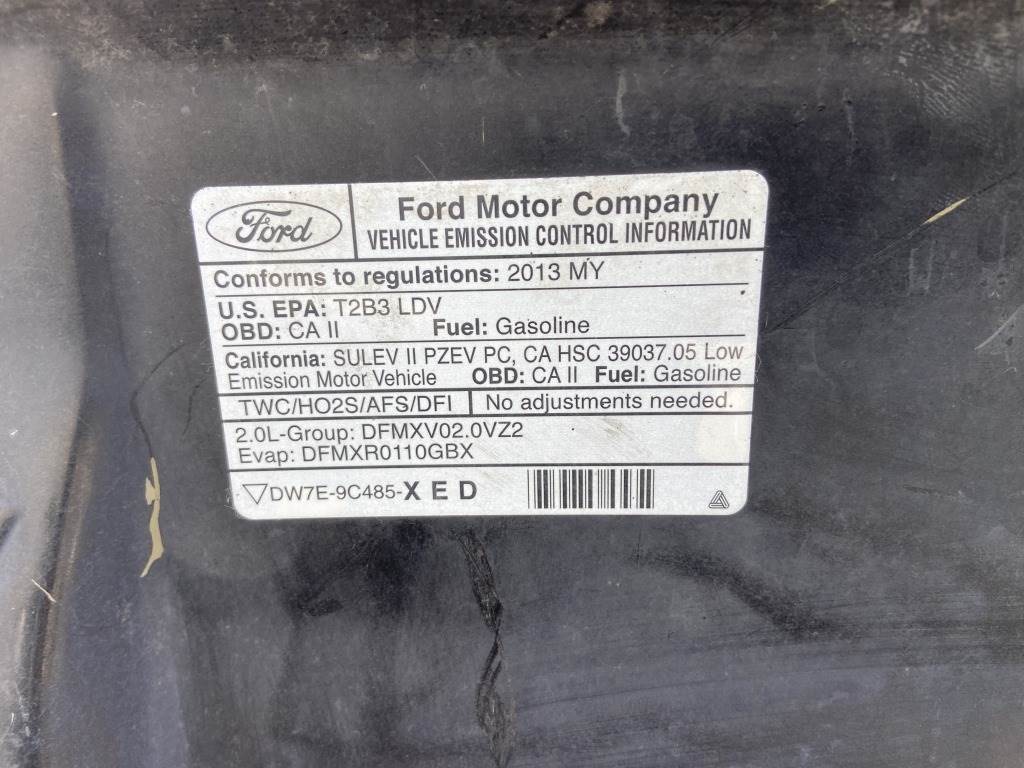 Ford
Ford Motor Company
VEHICLE EMISSION CONTROL INFORMATION
Conforms to regulations: 2013 MY
U.S. EPA: T2B3 LDV
OBD: CA II Fuel: Gasoline
California: SULEV II PZEV PC, CA HSC 39037.05 Low
Emission Motor Vehicle OBD: CA II Fuel: Gasoline
TWC/HO2S/AFS/DFI No adjustments needed.
2.0L-Group: DFMXV02.0VZ2
Evap: DFMXR0110GBX
DW7E-9C485-X E D